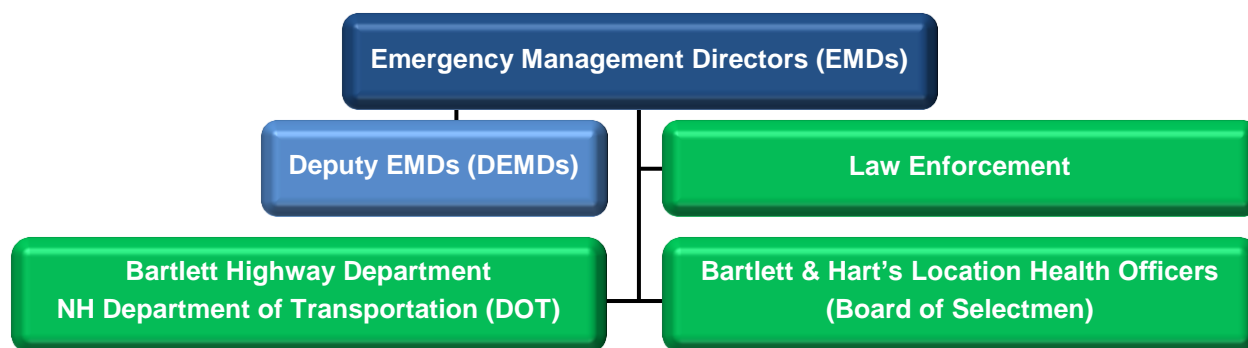 Emergency Management Directors (EMDs)
Deputy EMDs (DEMDs)
Law Enforcement
Bartlett Highway Department
NH Department of Transportation (DOT)
Bartlett & Hart’s Location Health Officers
(Board of Selectmen)